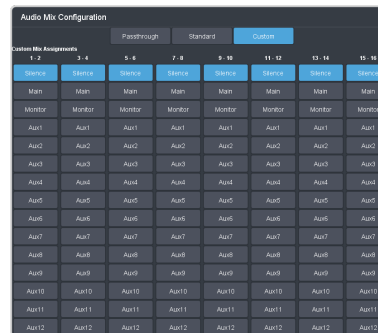 Audio Mix Configuration
Passthrough Standard Custom
Custom Mix Assignments
1 - 2 3 - 4 5 - 6 7 - 8 9 - 10 11 - 12 13 - 14 15 - 16
Silence Silence Silence Silence Silence Silence Silence Silence
Main Main Main Main Main Main Main Main
Monitor Monitor Monitor Monitor Monitor Monitor Monitor Monitor
Aux1 Aux1 Aux1 Aux1 Aux1 Aux1 Aux1 Aux1
Aux2 Aux2 Aux2 Aux2 Aux2 Aux2 Aux2 Aux2
Aux3 Aux3 Aux3 Aux3 Aux3 Aux3 Aux3 Aux3
Aux4 Aux4 Aux4 Aux4 Aux4 Aux4 Aux4 Aux4
Aux5 Aux5 Aux5 Aux5 Aux5 Aux5 Aux5 Aux5
Aux6 Aux6 Aux6 Aux6 Aux6 Aux6 Aux6 Aux6
Aux7 Aux7 Aux7 Aux7 Aux7 Aux7 Aux7 Aux7
Aux8 Aux8 Aux8 Aux8 Aux8 Aux8 Aux8 Aux8
Aux9 Aux9 Aux9 Aux9 Aux9 Aux9 Aux9 Aux9
Aux10 Aux10 Aux10 Aux10 Aux10 Aux10 Aux10 Aux10
Aux11 Aux11 Aux11 Aux11 Aux11 Aux11 Aux11 Aux11
Aux12 Aux12 Aux12 Aux12 Aux12 Aux12 Aux12 Aux12